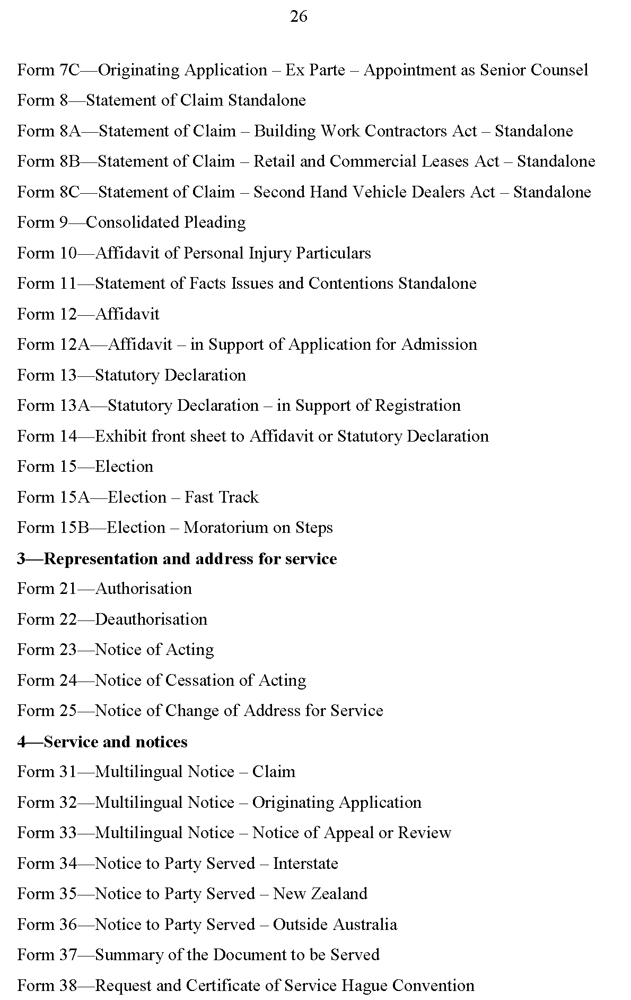 26
Form 7C—Originating Application – Ex Parte – Appointment as Senior Counsel
Form 8—Statement of Claim Standalone
Form 8A—Statement of Claim – Building Work Contractors Act – Standalone
Form 8B—Statement of Claim – Retail and Commercial Leases Act – Standalone
Form 8C—Statement of Claim – Second Hand Vehicle Dealers Act – Standalone
Form 9—Consolidated Pleading
Form 10—Affidavit of Personal Injury Particulars
Form 11—Statement of Facts Issues and Contentions Standalone
Form 12—Affidavit
Form 12A—Affidavit – in Support of Application for Admission
Form 13—Statutory Declaration
Form 13A—Statutory Declaration – in Support of Registration
Form 14—Exhibit front sheet to Affidavit or Statutory Declaration
Form 15—Election
Form 15A—Election – Fast Track
Form 15B—Election – Moratorium on Steps
3—Representation and address for service
Form 21—Authorisation
Form 22—Deauthorisation
Form 23—Notice of Acting
Form 24—Notice of Cessation of Acting
Form 25—Notice of Change of Address for Service
4—Service and notices
Form 31—Multilingual Notice – Claim
Form 32—Multilingual Notice – Originating Application
Form 33—Multilingual Notice – Notice of Appeal or Review
Form 34—Notice to Party Served – Interstate
Form 35—Notice to Party Served – New Zealand
Form 36—Notice to Party Served – Outside Australia
Form 37—Summary of the Document to be Served
Form 38—Request and Certificate of Service Hague Convention